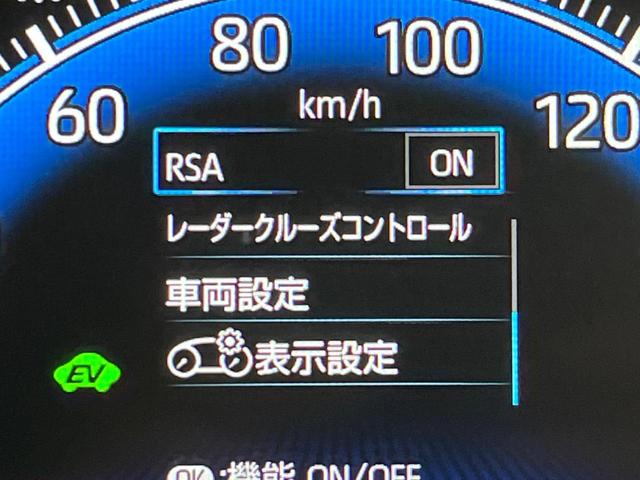 80 100
60 km/h 120
RSA ON
レーダークルーズコントロール
車両設定
表示設定
EV
OK :機能 ON/OFF